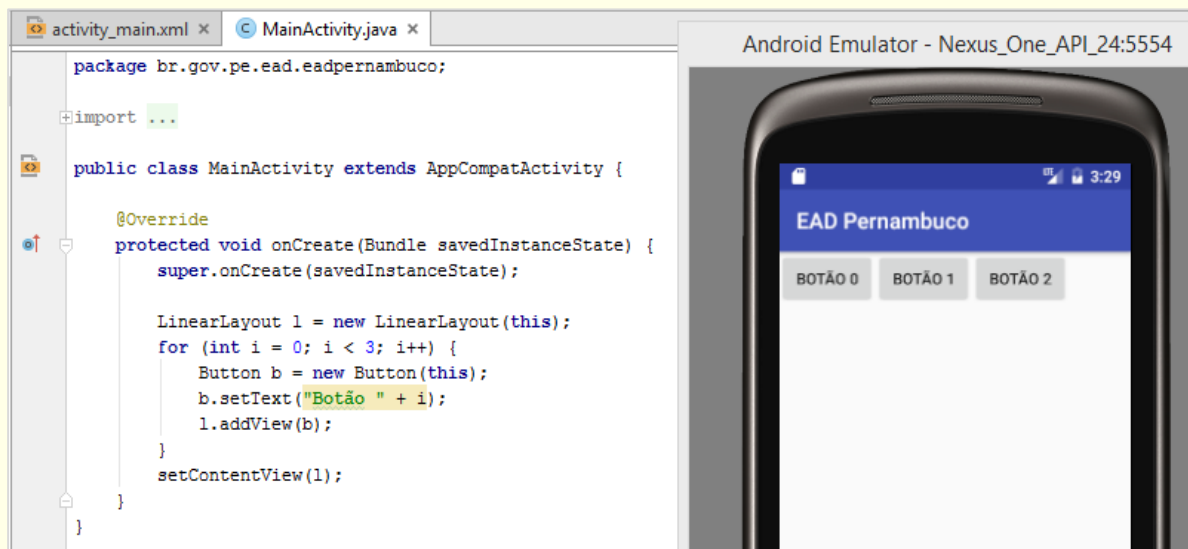 activity_main.xml × MainActivity.java ×
package br.gov.pe.ead.eadpernambuco;
import ...
public class MainActivity extends AppCompatActivity {
@Override
protected void onCreate(Bundle savedInstanceState) {
super.onCreate(savedInstanceState);
LinearLayout l = new LinearLayout(this);
for (int i = 0; i < 3; i++) {
Button b = new Button(this);
b.setText("Botão " + i);
l.addView(b);
}
setContentView(l);
}
}
Android Emulator - Nexus_One_API_24:5554
LTE 3:29
EAD Pernambuco
BOTÃO 0 BOTÃO 1 BOTÃO 2